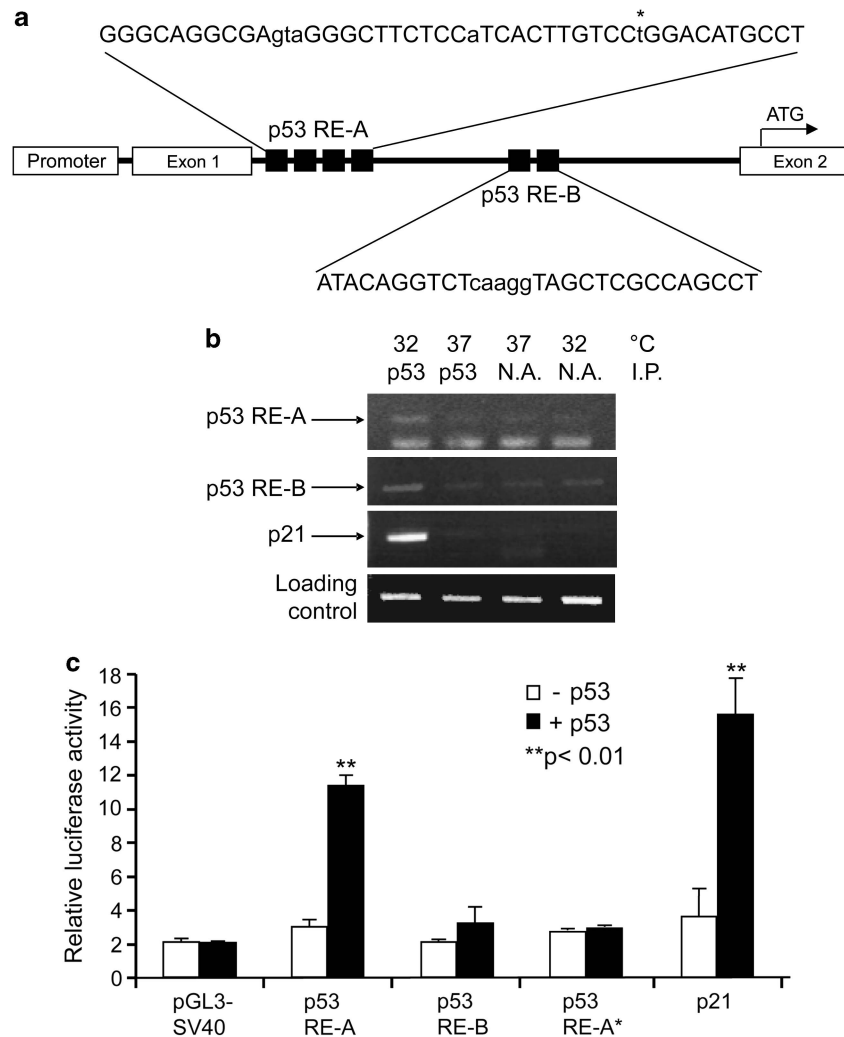 a
*
GGGCAGGCGAgtaGGGCTTCTCCaTCACTTGTCCtGGACATGCCT
p53 RE-A
ATG
Promoter
Exon 1
Exon 2
p53 RE-B
ATACAGGTCTcaaggTAGCTCGCCAGCCT
b
32 37 37 32 °C
p53 p53 N.A. N.A. I.P.
p53 RE-A
p53 RE-B
p21
Loading
control
c
Relative luciferase activity
18
16
14
12
10
8
6
4
2
0
- p53
+ p53
**p< 0.01
**
**
pGL3-
SV40
p53
RE-A
p53
RE-B
p53
RE-A*
p21